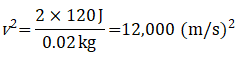 v²= 2 × 120 J / 0.02 kg =12,000 (m/s)²